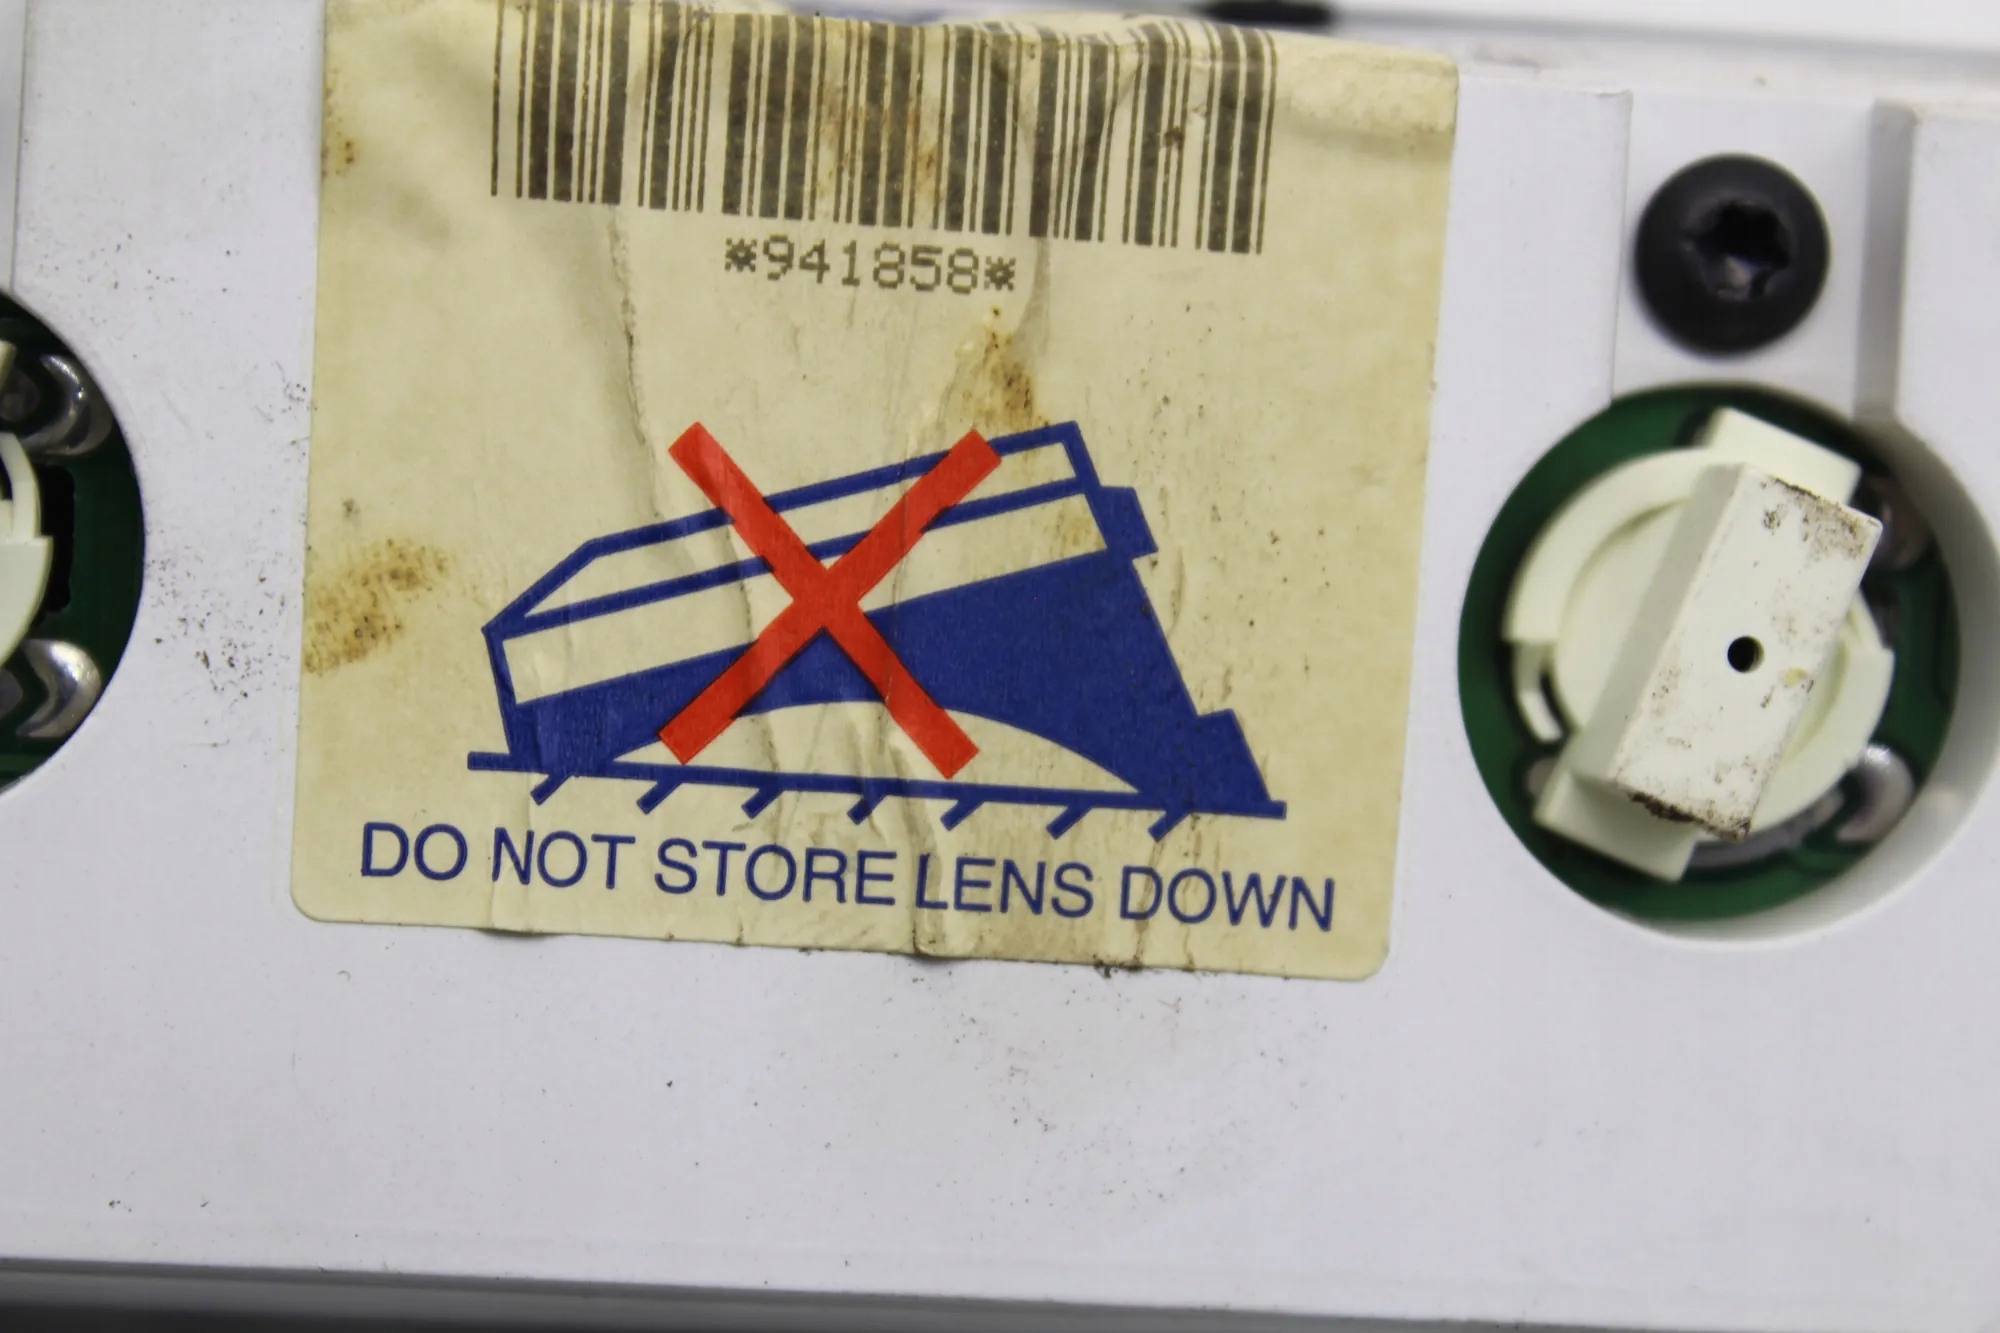 *941858*
DO NOT STORE LENS DOWN